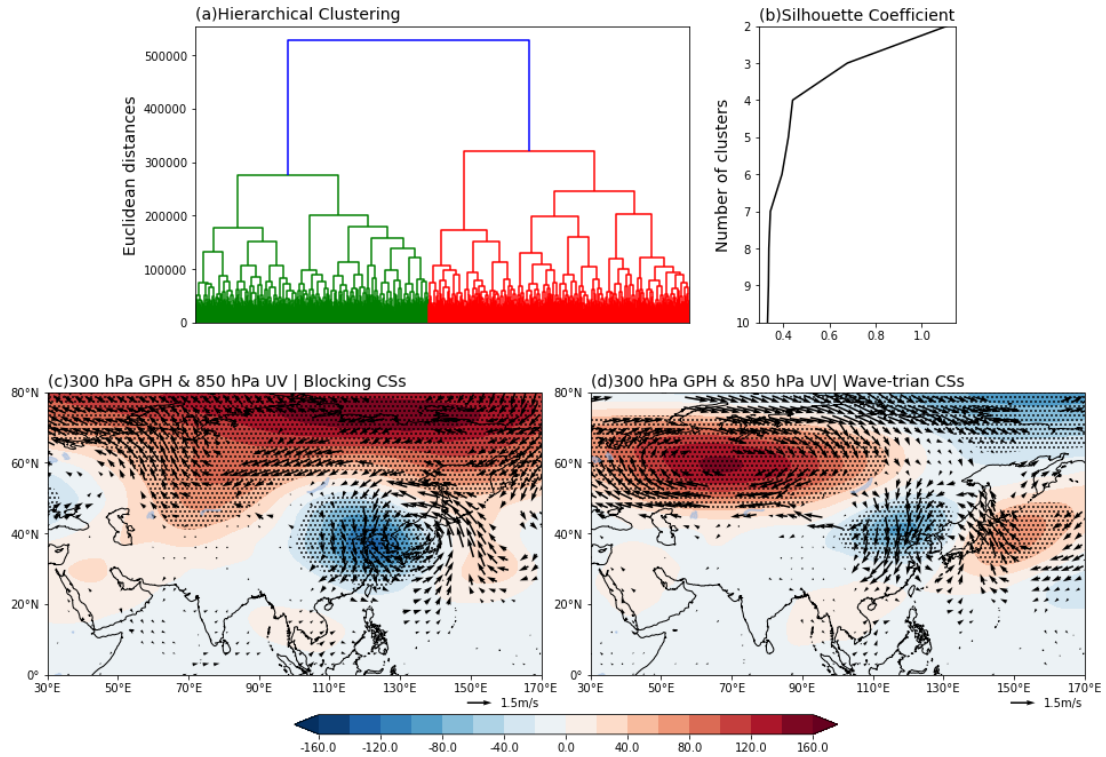 (a)Hierarchical Clustering
Euclidean distances
500000
400000
300000
200000
100000
0
(b)Silhouette Coefficient
Number of clusters
2
3
4
5
6
7
8
9
10
0.4 0.6 0.8 1.0
(c)300 hPa GPH & 850 hPa UV | Blocking CSs
80°N
60°N
40°N
20°N
0°
30°E 70°E 90°E 110°E 130°E 150°E 170°E
1.5m/s
(d)300 hPa GPH & 850 hPa UV| Wave-trian CSs
80°N
60°N
40°N
20°N
0°
30°E 50°E 70°E 90°E 110°E 130°E 170°E
1.5m/s
-160.0 -120.0 -80.0 -40.0 0.0 40.0 80.0 120.0 160.0